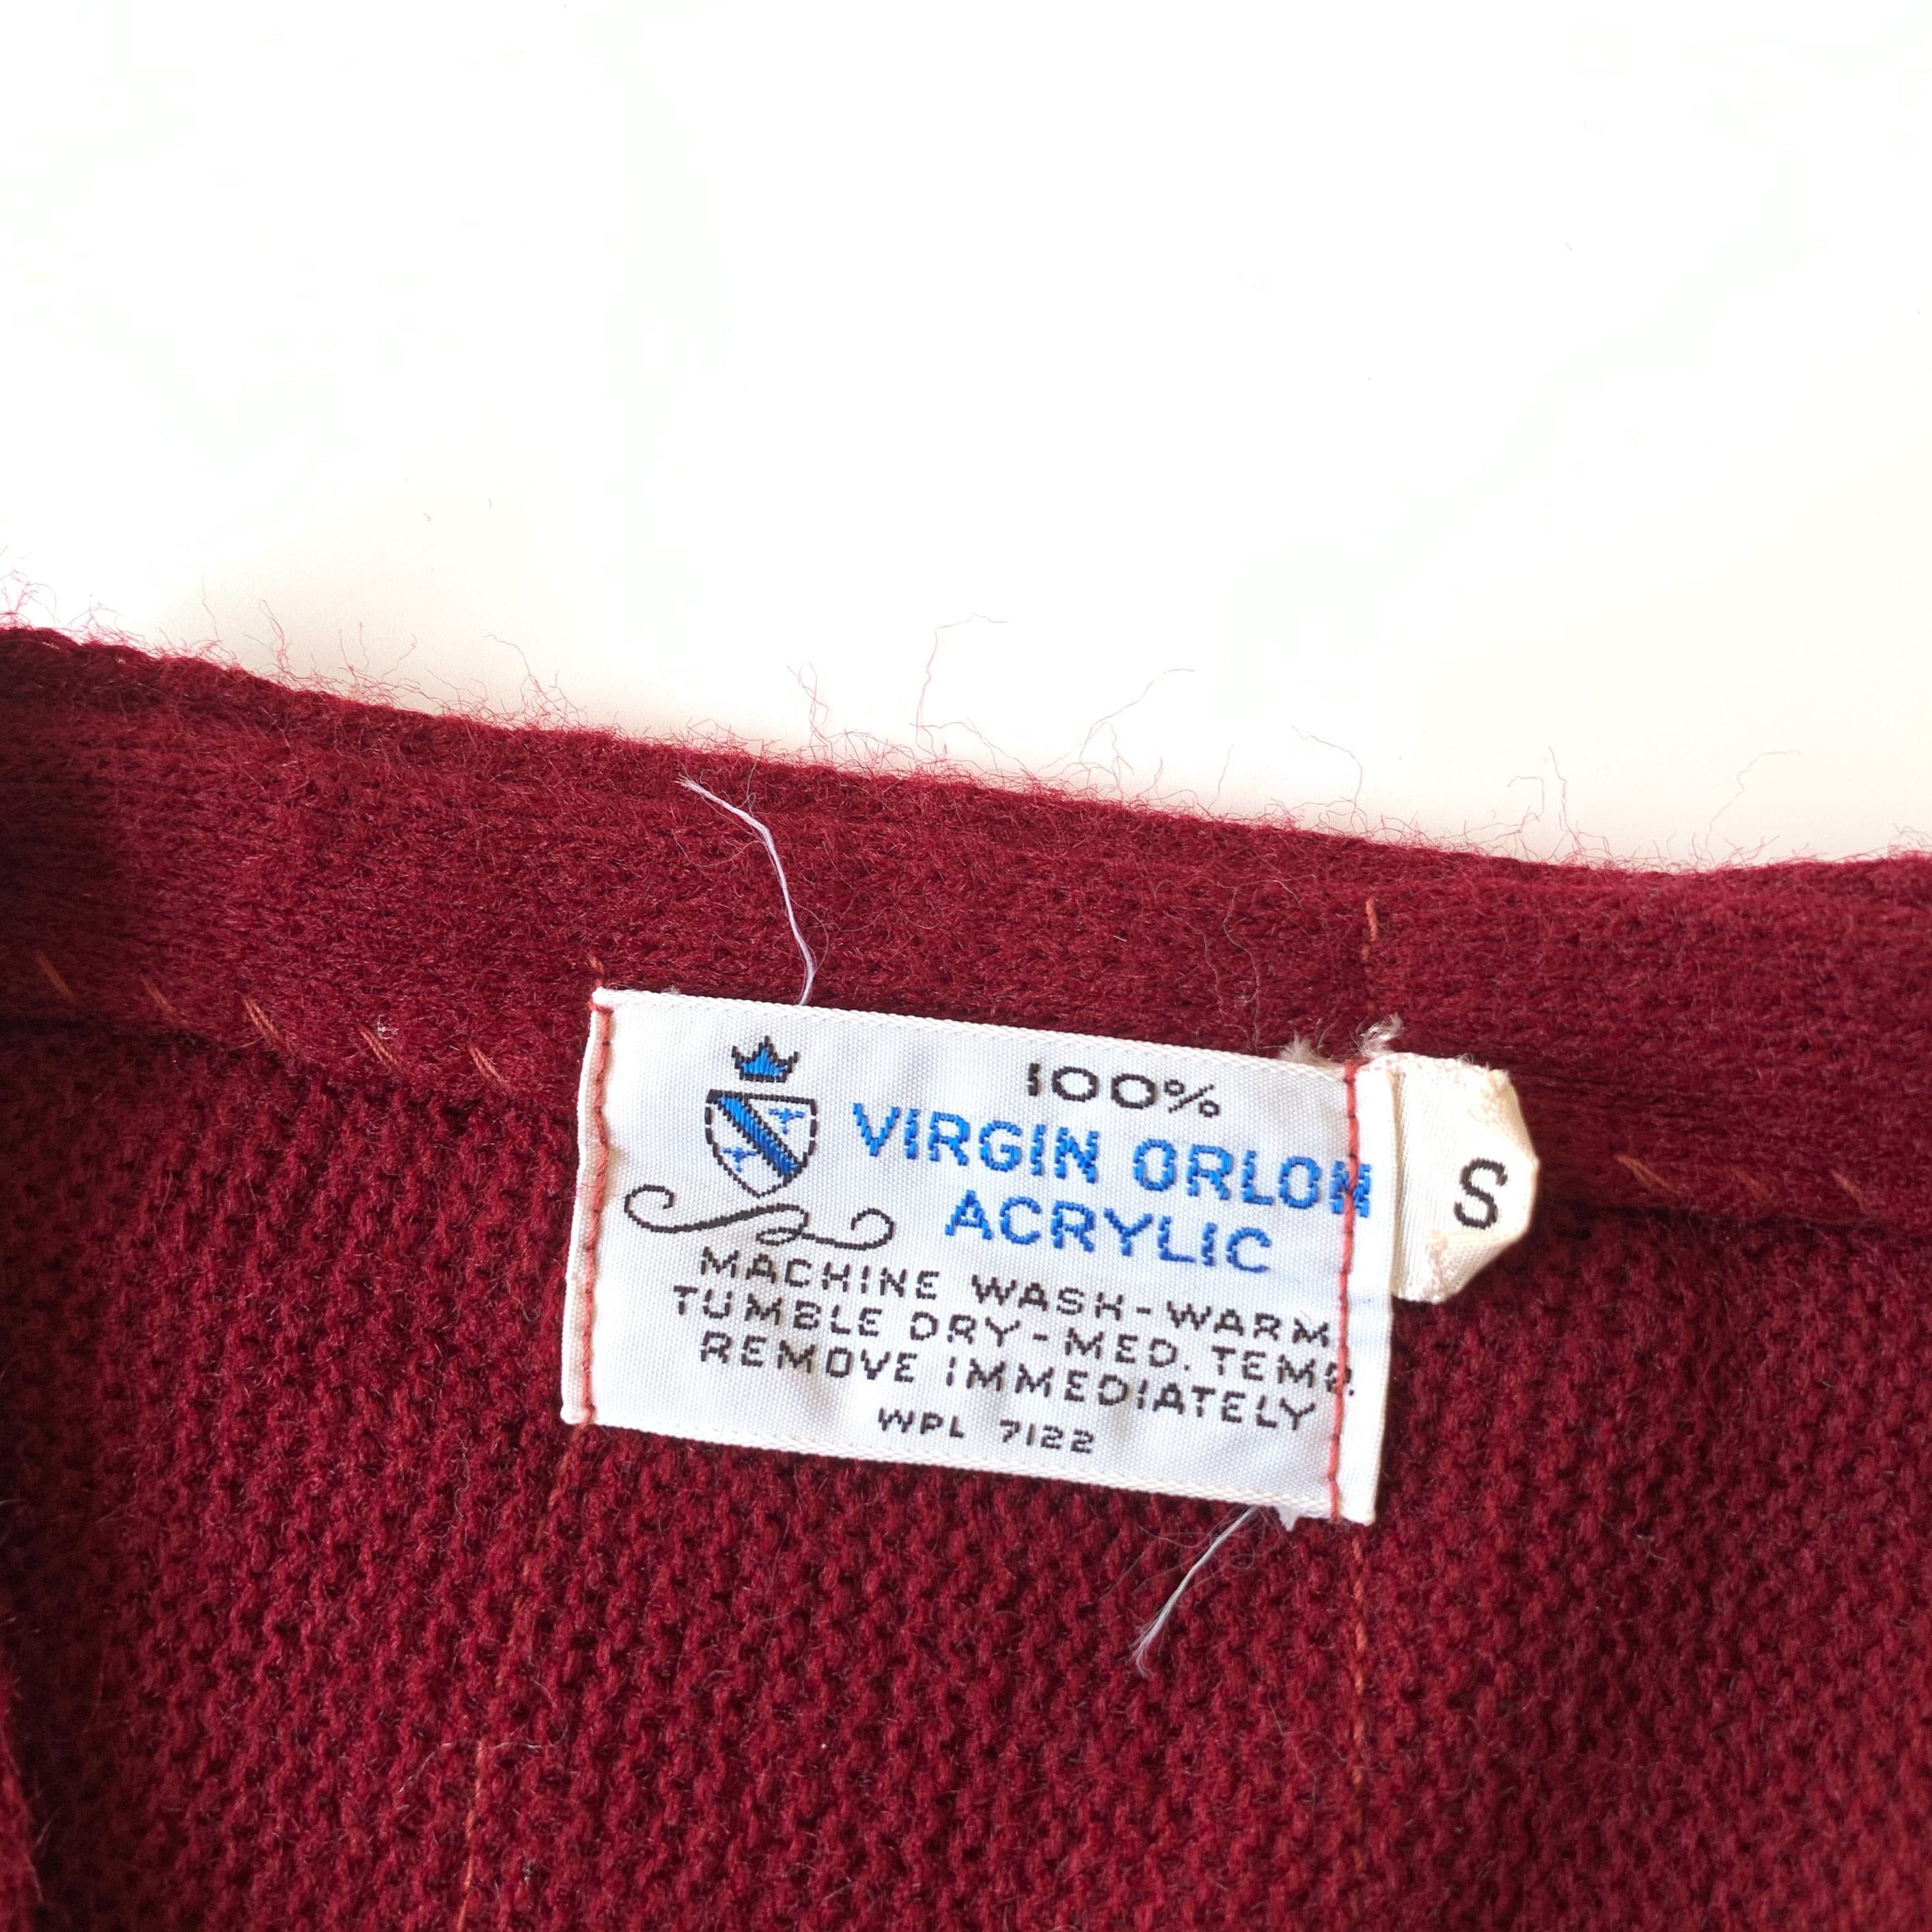 100%
VIRGIN ORLON
ACRYLIC
MACHINE WASH-WARM
TUMBLE DRY-MED. TEMP.
REMOVE IMMEDIATELY
WPL 7122
S